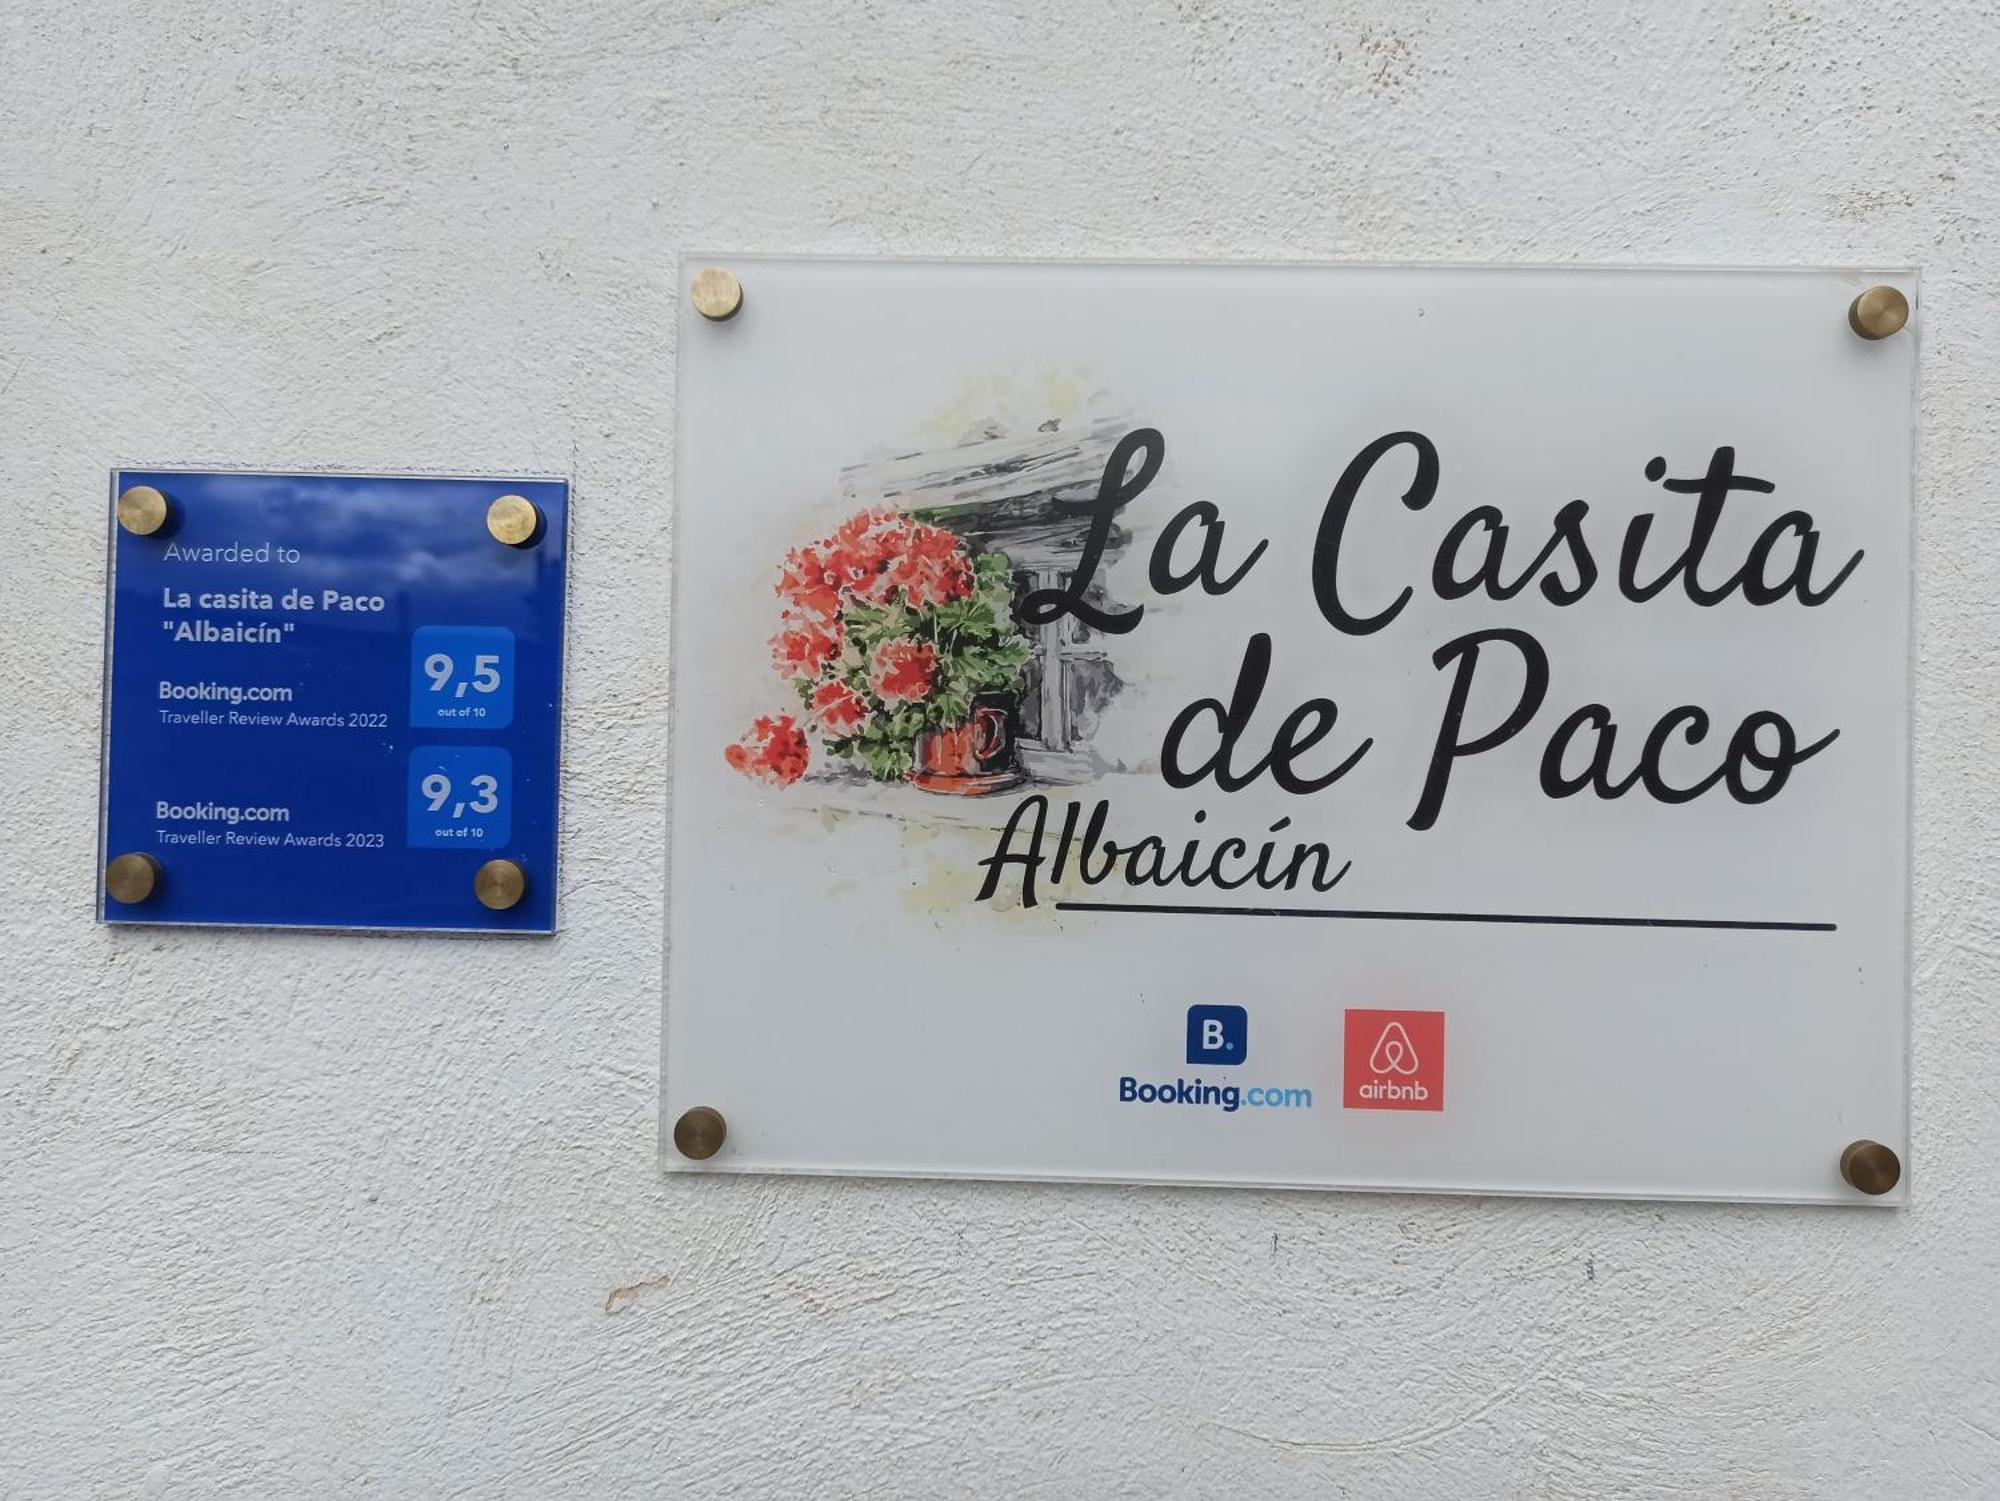 Awarded to
La casita de Paco
"Albaicín"
Booking.com
Traveller Review Awards 2022
9,5
out of 10
Booking.com
Traveller Review Awards 2023
9,3
out of 10
La Casita
de Paco
Albaicín
B.
Booking.com
airbnb